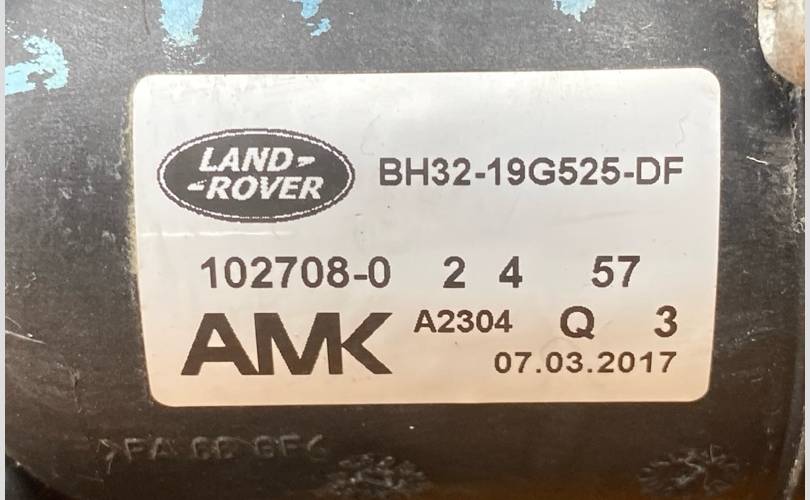 LAND-
-ROVER
BH32-19G525-DF
102708-0 2 4 57
AMK A2304 Q 3
07.03.2017